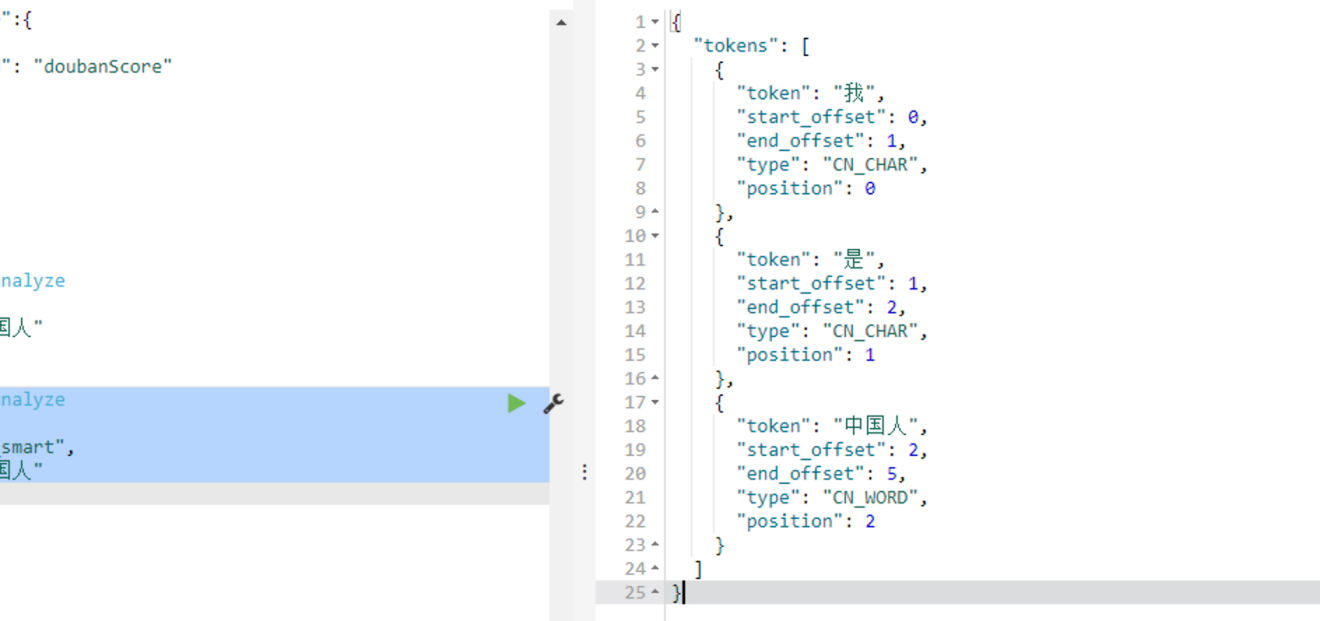 ":{
": "doubanScore"
nalyze
国人"
nalyze
smart",
国人"
1 {
2 "tokens": [
3 {
4 "token": "我",
5 "start_offset": 0,
6 "end_offset": 1,
7 "type": "CN_CHAR",
8 "position": 0
9 },
10 {
11 "token": "是",
12 "start_offset": 1,
13 "end_offset": 2,
14 "type": "CN_CHAR",
15 "position": 1
16 },
17 {
18 "token": "中国人",
19 "start_offset": 2,
20 "end_offset": 5,
21 "type": "CN_WORD",
22 "position": 2
23 }
24 ]
25 }